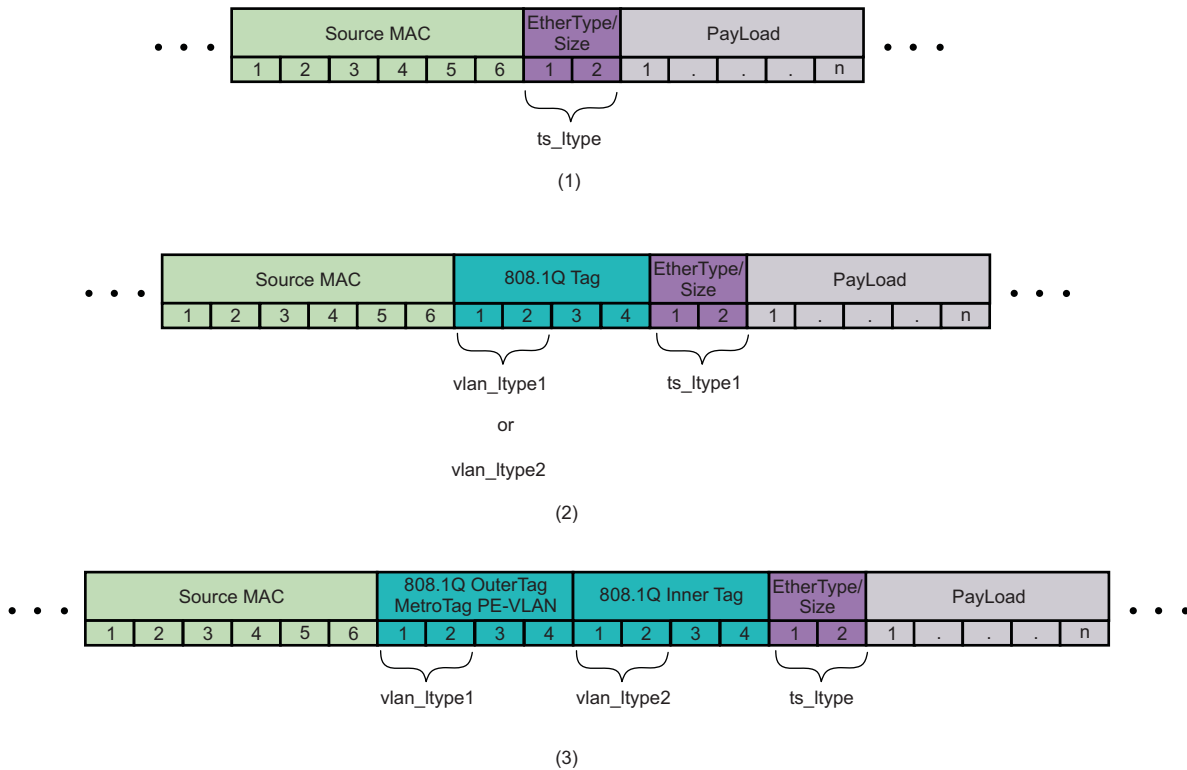 Source MAC EtherType/ Size PayLoad
1 2 3 4 5 6 1 2 1 . . . n
ts_ltype
(1)
Source MAC 808.1Q Tag EtherType/ Size PayLoad
1 2 3 4 5 6 1 2 3 4 1 2 1 . . . n
vlan_ltype1 ts_ltype1
or
vlan_ltype2
(2)
Source MAC 808.1Q OuterTag MetroTag PE-VLAN 808.1Q Inner Tag EtherType/ Size PayLoad
1 2 3 4 5 6 1 2 3 4 1 2 3 4 1 2 1 . . . n
vlan_ltype1 vlan_ltype2 ts_ltype
(3)